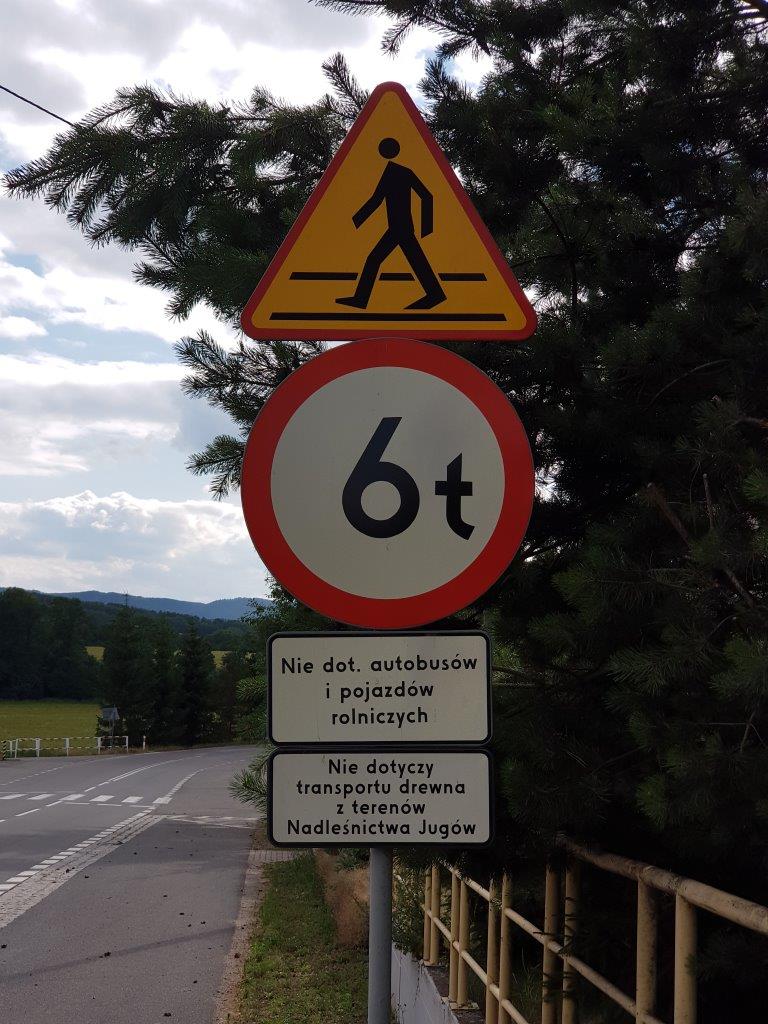 6t
Nie dot. autobusów
i pojazdów
rolniczych
Nie dotyczy
transportu drewna
z terenów
Nadleśnictwa Jugów